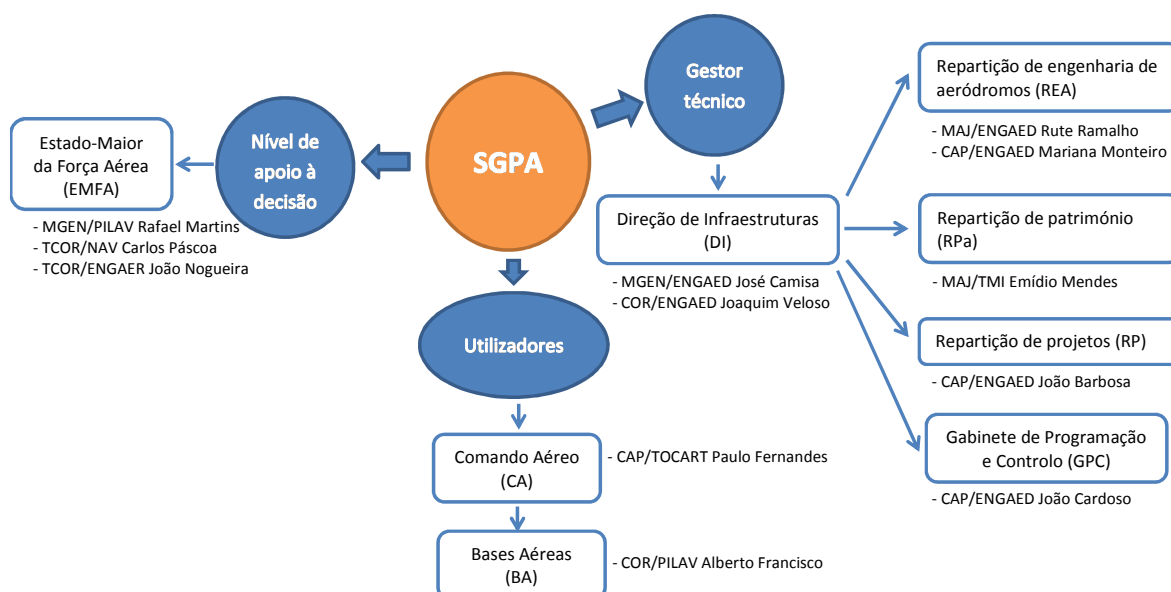 SGPA
Nível de
apoio à
decisão
Estado-Maior
da Força Aérea
(EMFA)
- MGEN/PILAV Rafael Martins
- TCOR/NAV Carlos Páscoa
- TCOR/ENGAER João Nogueira
Gestor
técnico
Direção de Infraestruturas
(DI)
- MGEN/ENGAED José Camisa
- COR/ENGAED Joaquim Veloso
Repartição de engenharia de
aeródromos (REA)
- MAJ/ENGAED Rute Ramalho
- CAP/ENGAED Mariana Monteiro
Repartição de património
(RPa)
- MAJ/TMI Emídio Mendes
Repartição de projetos (RP)
- CAP/ENGAED João Barbosa
Gabinete de Programação
e Controlo (GPC)
- CAP/ENGAED João Cardoso
Utilizadores
Comando Aéreo
(CA)
- CAP/TOCART Paulo Fernandes
Bases Aéreas
(BA)
- COR/PILAV Alberto Francisco